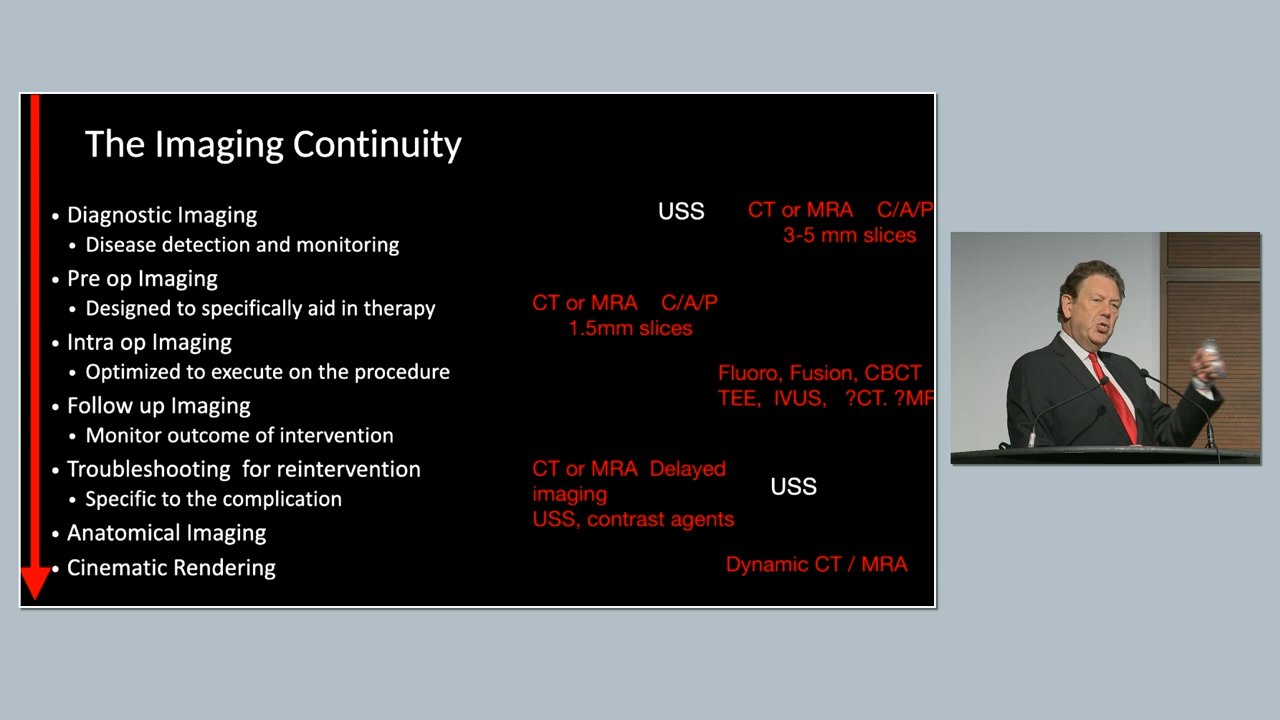 The Imaging Continuity
• Diagnostic Imaging
• Disease detection and monitoring
USS
CT or MRA C/A/P
3-5 mm slices
• Pre op Imaging
• Designed to specifically aid in therapy
CT or MRA C/A/P
1.5mm slices
• Intra op Imaging
• Optimized to execute on the procedure
Fluoro, Fusion, CBCT
TEE, IVUS, ?CT. ?MR
• Follow up Imaging
• Monitor outcome of intervention
• Troubleshooting for reintervention
• Specific to the complication
CT or MRA Delayed
imaging
USS, contrast agents
USS
• Anatomical Imaging
• Cinematic Rendering
Dynamic CT / MRA